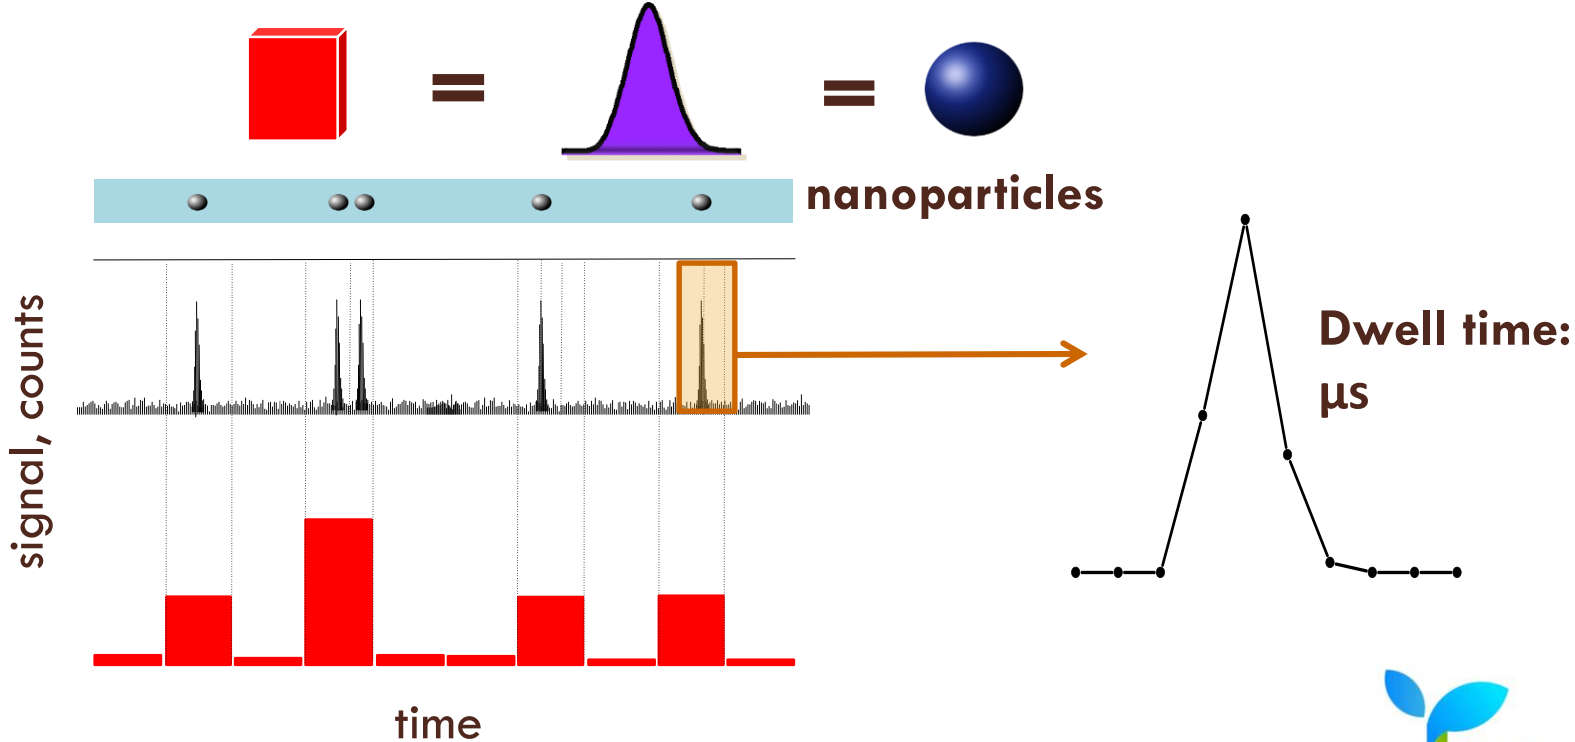 nanoparticles
signal, counts
time
Dwell time:
µs